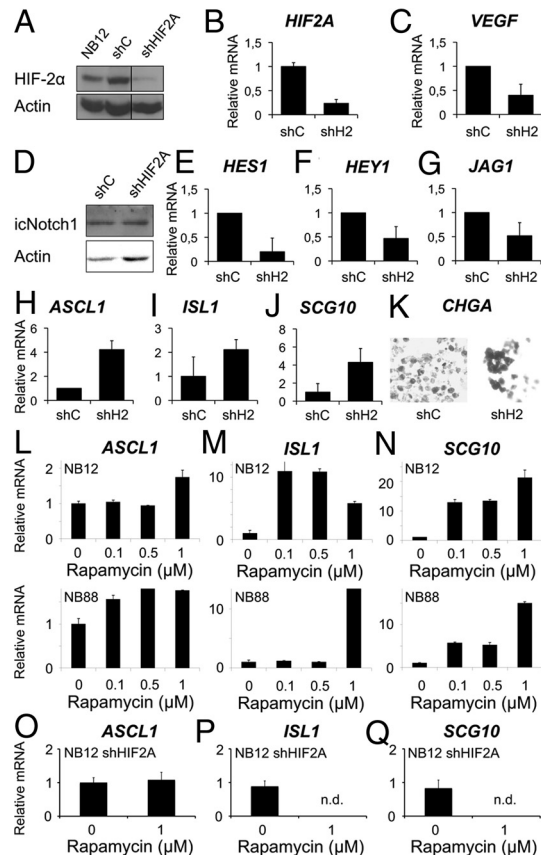 A NB12 shC shHIF2A
HIF-2α
Actin
B HIF2A
Relative mRNA
1,5
1
0,5
0
shC shH2
C VEGF
Relative mRNA
1,5
1
0,5
0
shC shH2
D shC shHIF2A
icNotch1
Actin
E HES1
Relative mRNA
1,5
1
0,5
0
shC shH2
F HEY1
1,5
1
0,5
0
shC shH2
G JAG1
1,5
1
0,5
0
shC shH2
H ASCL1
Relative mRNA
6
4
2
0
shC shH2
I ISL1
3
2
1
0
shC shH2
J SCG10
8
6
4
2
0
shC shH2
K CHGA
shC shH2
L ASCL1
Relative mRNA
NB12
2
1
0
0 0.1 0.5 1
Rapamycin (µM)
Relative mRNA
NB88
1
0
0 0.1 0.5 1
Rapamycin (µM)
M ISL1
NB12
10
0
0 0.1 0.5 1
Rapamycin (µM)
NB88
10
0
0 0.1 0.5 1
Rapamycin (µM)
N SCG10
NB12
20
10
0
0 0.1 0.5 1
Rapamycin (µM)
NB88
20
10
0
0 0.1 0.5 1
Rapamycin (µM)
O ASCL1
Relative mRNA
NB12 shHIF2A
2
1
0
0 1
Rapamycin (µM)
P ISL1
NB12 shHIF2A
2
1
0
n.d.
0 1
Rapamycin (µM)
Q SCG10
NB12 shHIF2A
2
1
0
n.d.
0 1
Rapamycin (µM)